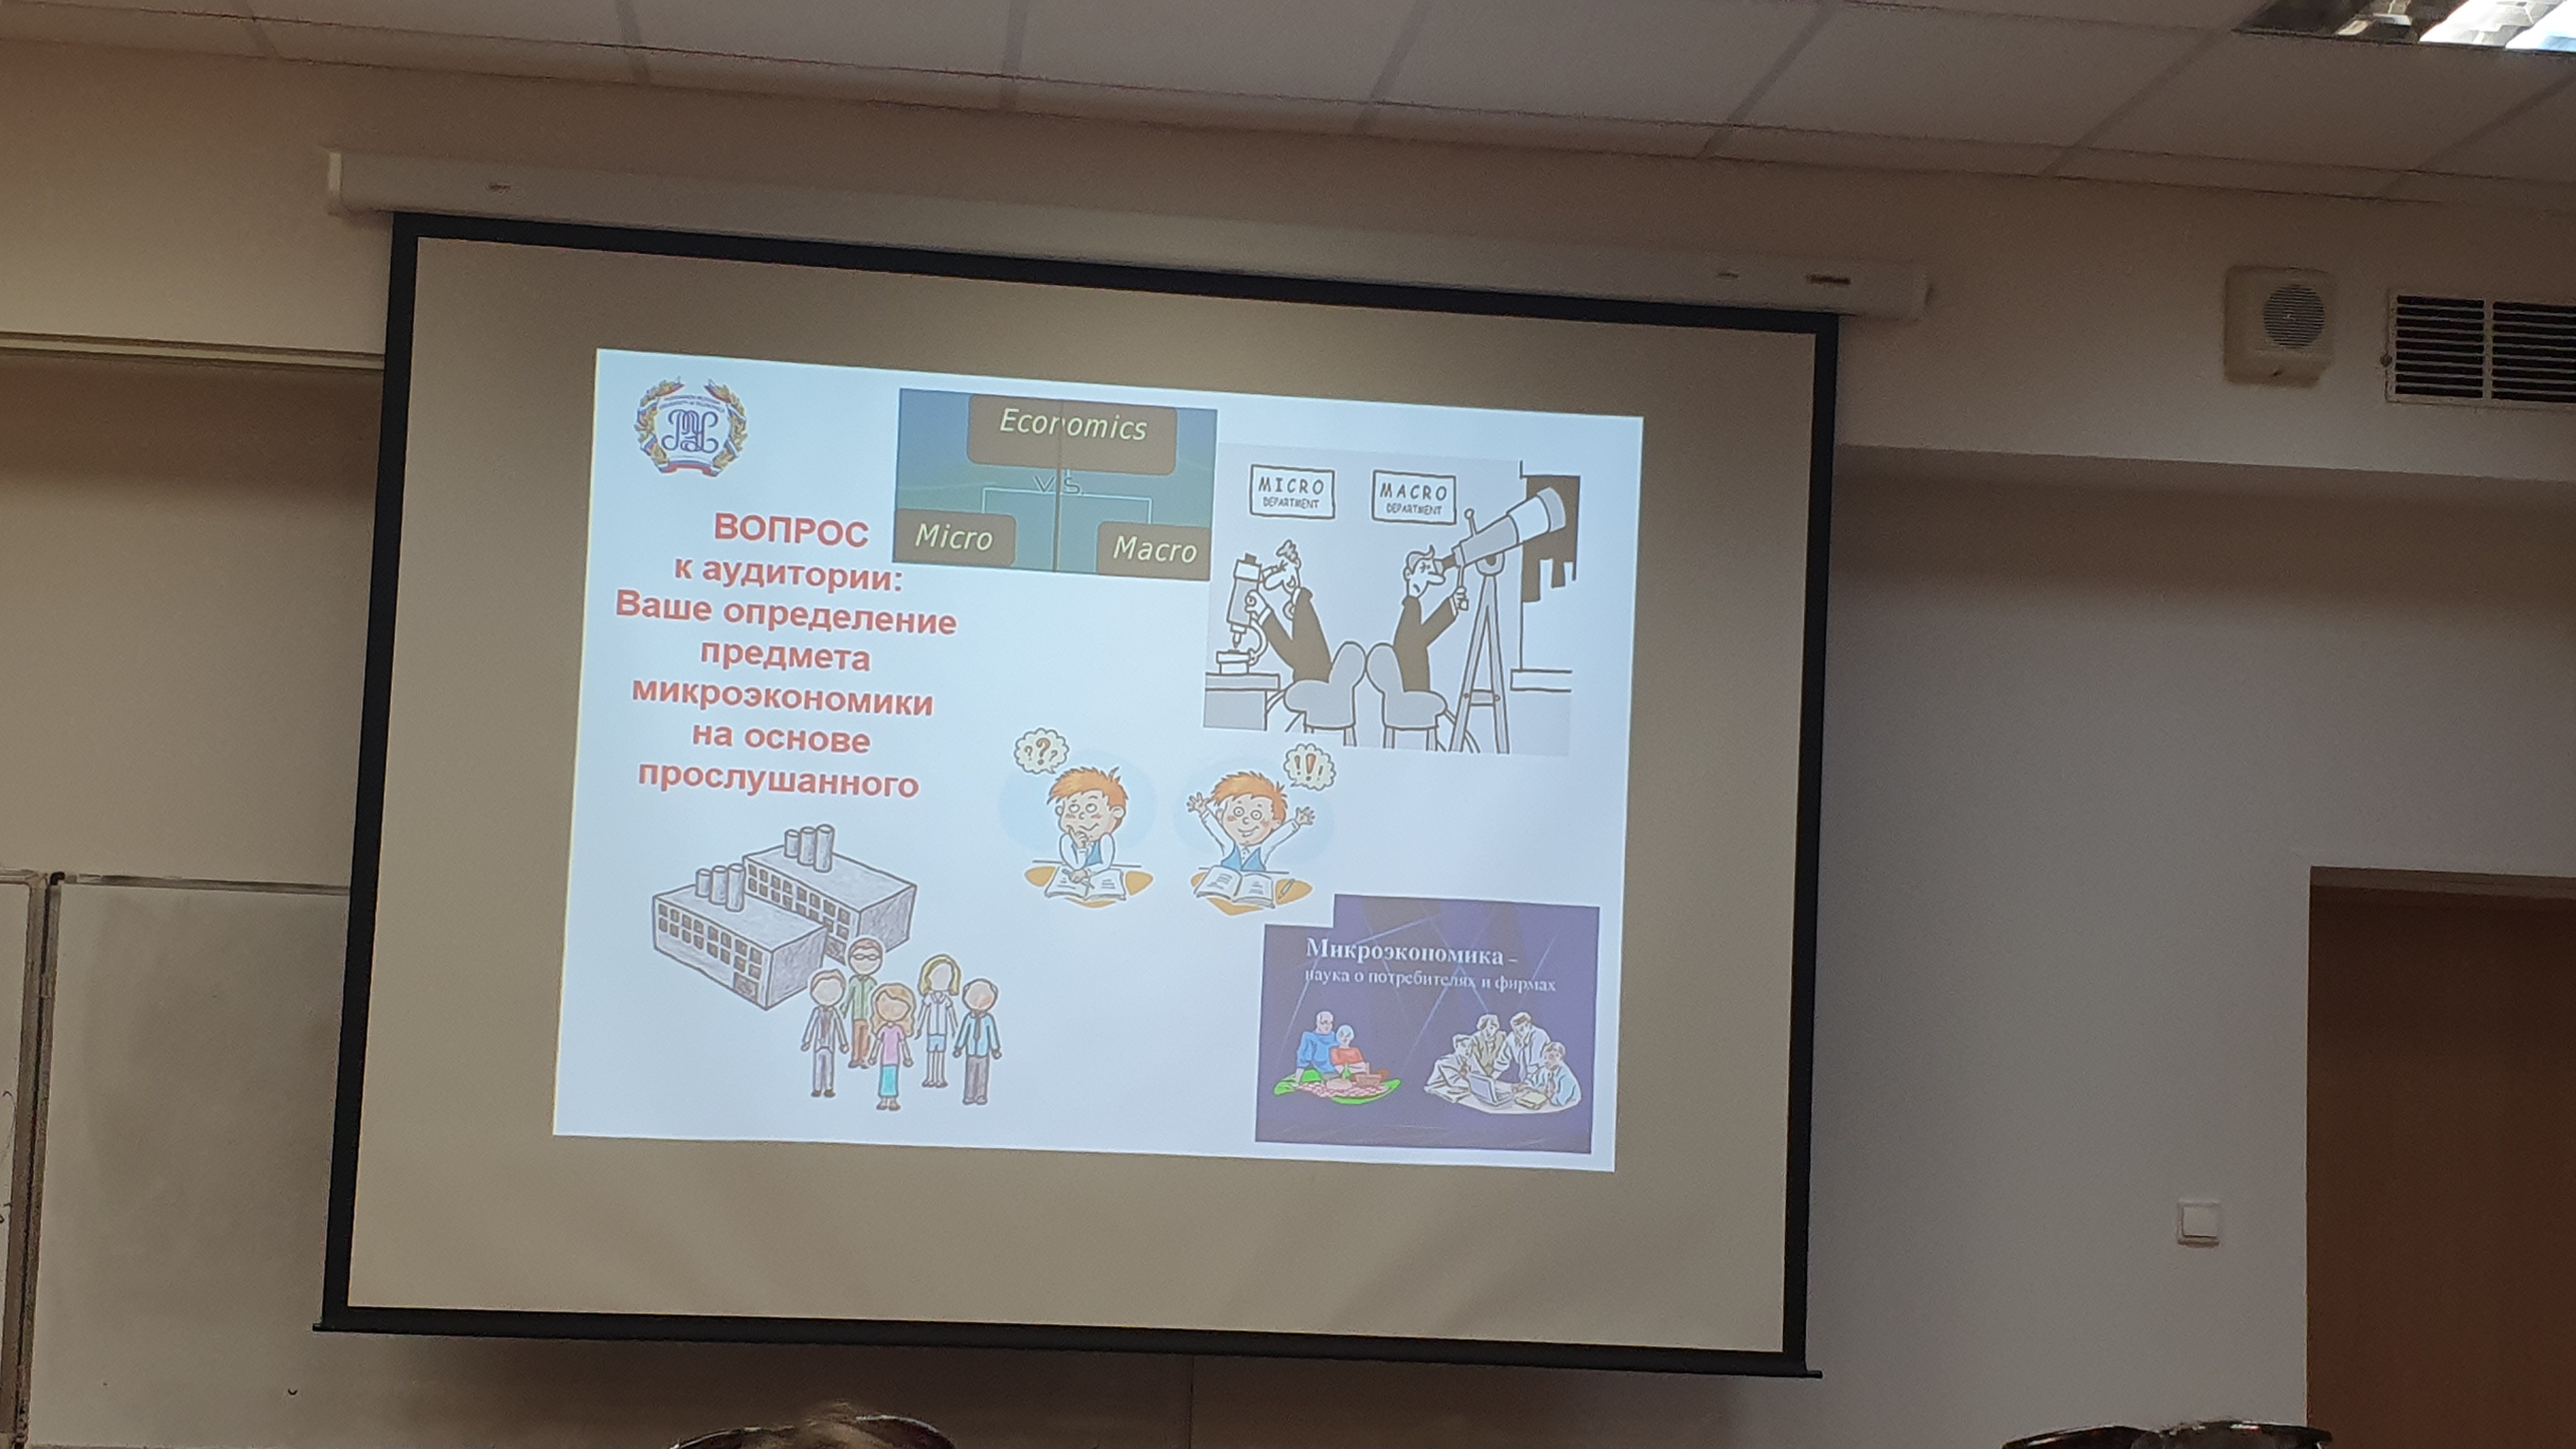 ВОПРОС
к аудитории:
Ваше определение
предмета
микроэкономики
на основе
прослушанного
Economics
VS
Micro
Macro
MICRO
DEPARTMENT
MACRO
DEPARTMENT
???
!!!
Микроэкономика –
наука о потребителях и фирмах